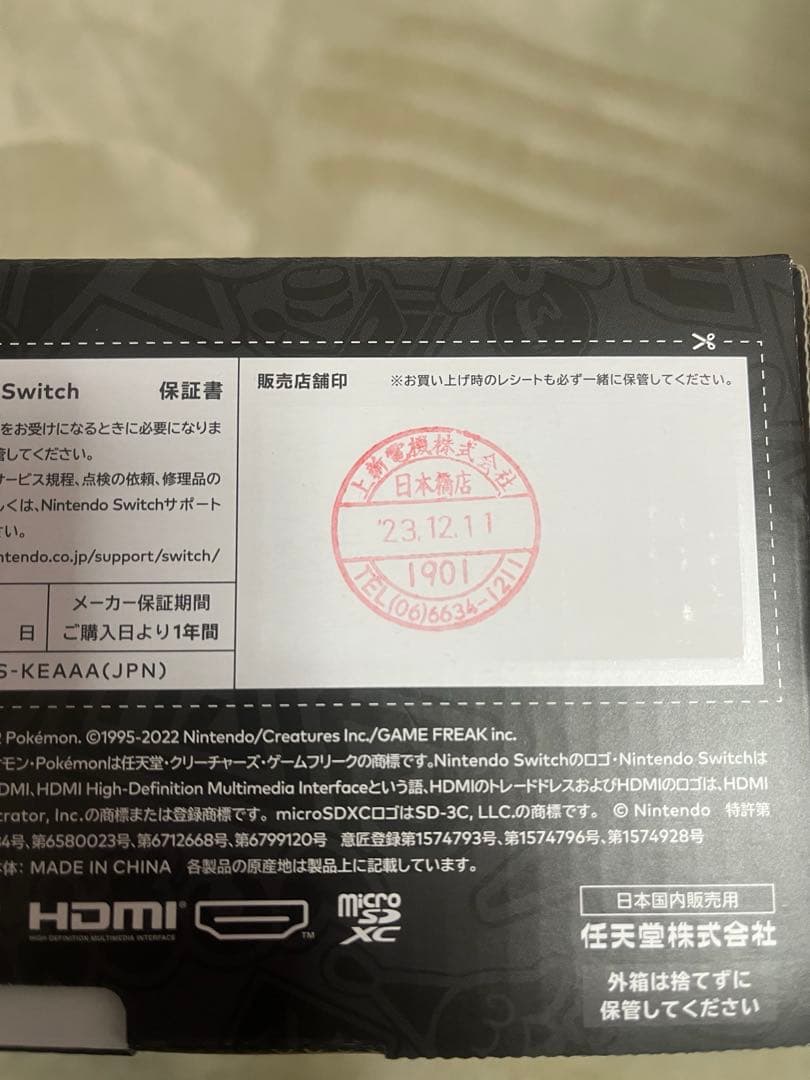 Switch 保証書
をお受けになるときに必要になりま
管してください。
サービス規程、点検の依頼、修理品の
しくは、Nintendo Switchサポート
さい。
ntendo.co.jp/support/switch/
日
メーカー保証期間
ご購入日より1年間
S-KEAAA(JPN)
販売店舗印 ※お買い上げ時のレシートも必ず一緒に保管してください。
上新電機株式会社
日本橋店
'23.12.11
1901
TEL(06)6634-1211
2 Pokémon. ©1995-2022 Nintendo/Creatures Inc./GAME FREAK inc.
モン・Pokémonは任天堂・クリーチャーズ・ゲームフリークの商標です。Nintendo Switchのロゴ・Nintendo Switchは
DMI、HDMI High-Definition Multimedia Interfaceという語、HDMIのトレードドレスおよびHDMIのロゴは、HDMI
trator, Inc.の商標または登録商標です。 microSDXCロゴはSD-3C, LLC.の商標です。 © Nintendo 特許第
4号、第6580023号、第6712668号、第6799120号 意匠登録第1574793号、第1574796号、第1574928号
体: MADE IN CHINA 各製品の原産地は製品上に記載しています。
HDMI®
HIGH-DEFINITION MULTIMEDIA INTERFACE
TM
micro
SD
XC
日本国内販売用
任天堂株式会社
外箱は捨てずに
保管してください